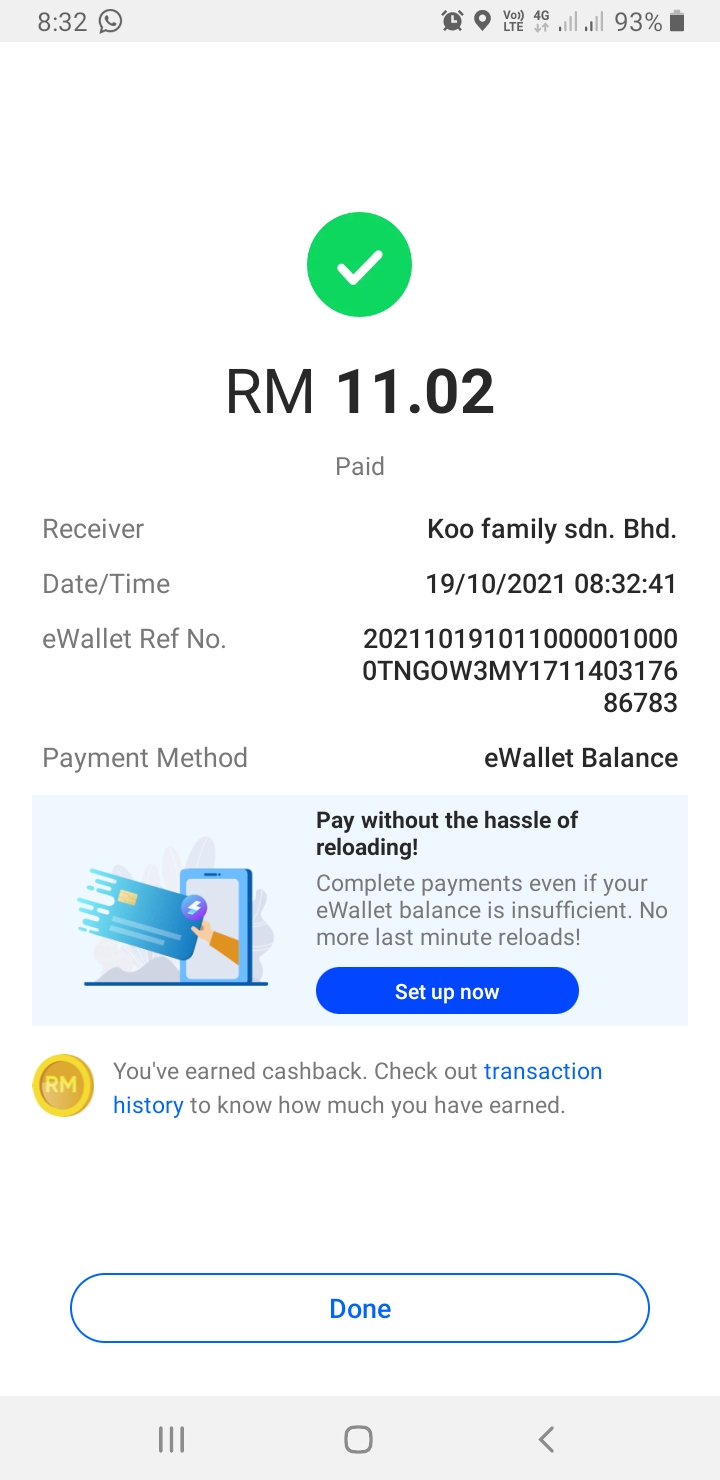 8:32 Vo)) LTE 4G 93%
RM 11.02
Paid
Receiver Koo family sdn. Bhd.
Date/Time 19/10/2021 08:32:41
eWallet Ref No. 202110191011000001000
0TNGOW3MY1711403176
86783
Payment Method eWallet Balance
Pay without the hassle of
reloading!
Complete payments even if your
eWallet balance is insufficient. No
more last minute reloads!
Set up now
RM
You've earned cashback. Check out transaction
history to know how much you have earned.
Done